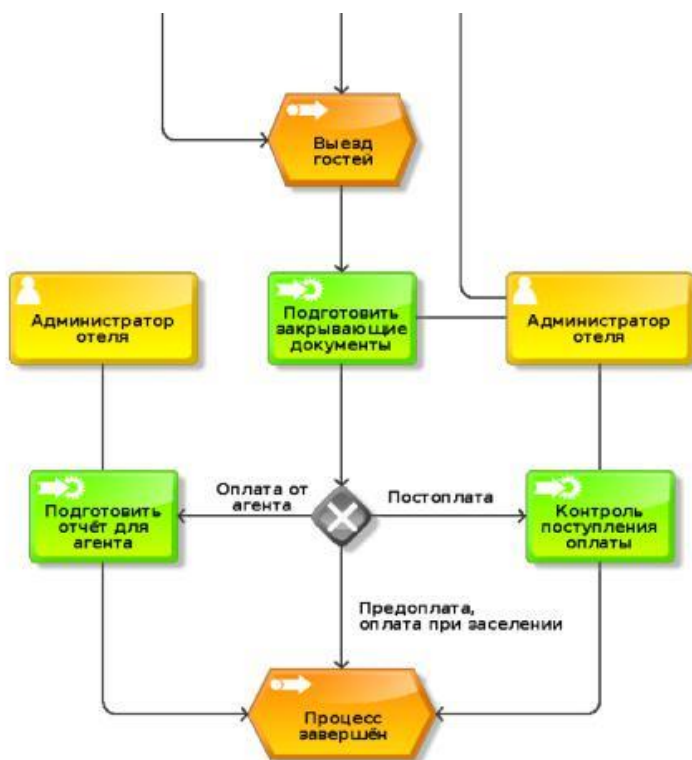 Выезд
гостей
Администратор
отеля
Подготовить
закрывающие
документы
Администратор
отеля
Подготовить
отчёт для
агента
Оплата от
агента
Постоплата
Контроль
поступления
оплаты
Предоплата,
оплата при заселении
Процесс
завершён